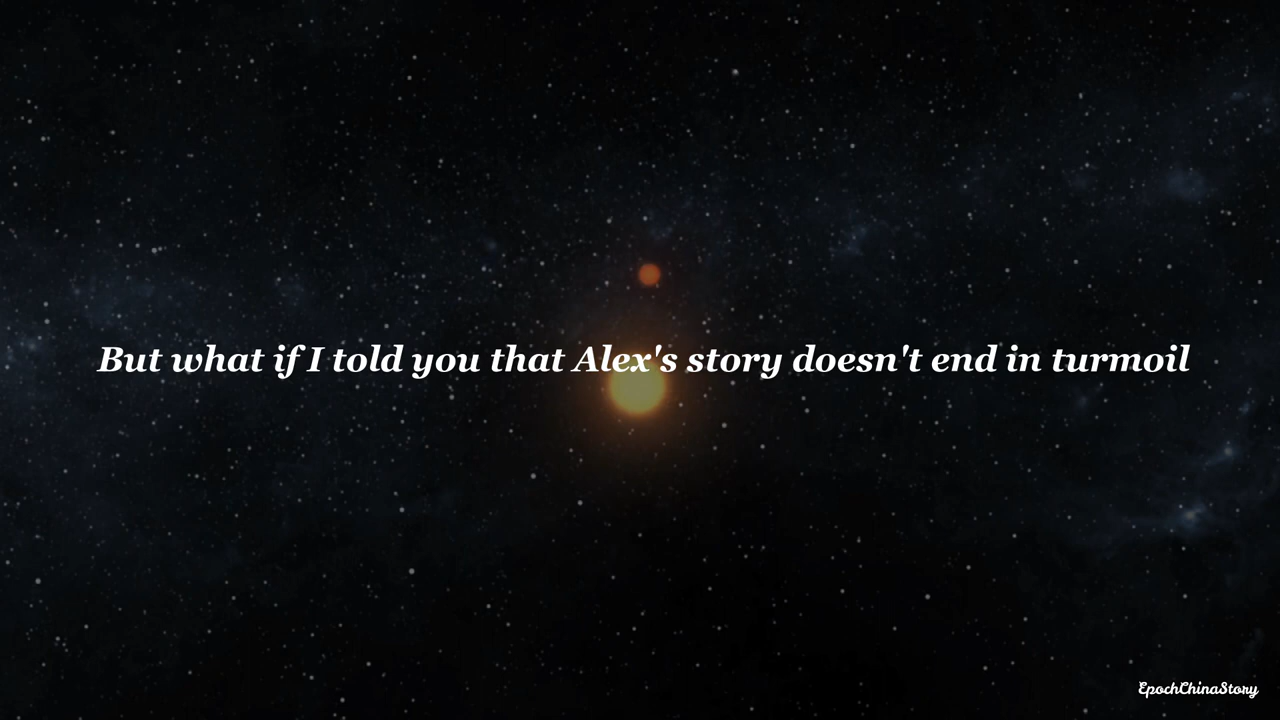 But what if I told you that Alex's story doesn't end in turmoil
EpochChinaStory